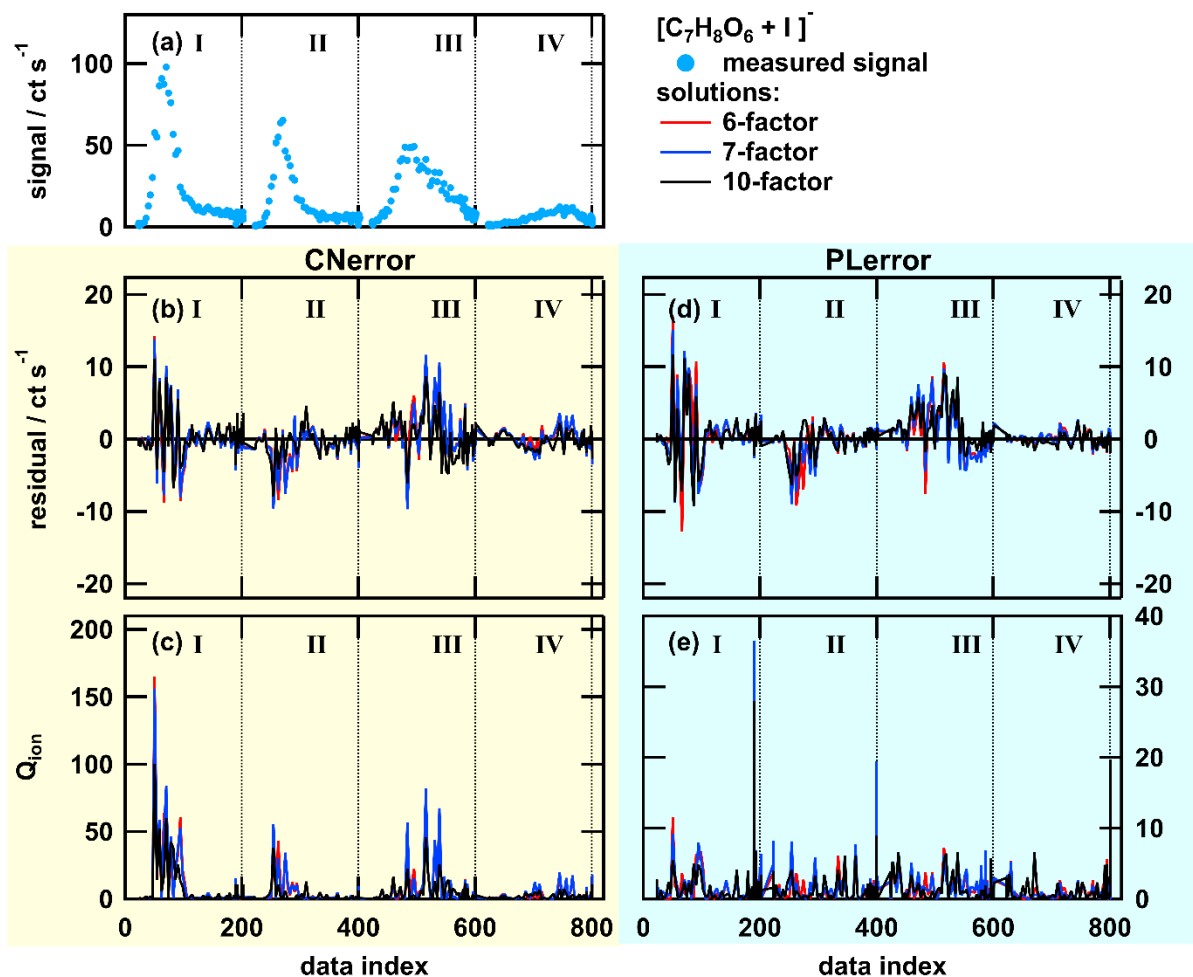 (a) I II III IV
100
50
0
signal / ct s⁻¹
[C₇H₈O₆ + I ]⁻
measured signal
solutions:
6-factor
7-factor
10-factor
CNerror
(b) I II III IV
20
10
0
-10
-20
residual / ct s⁻¹
(c) I II III IV
200
150
100
50
0
Qᵢₒₙ
0 200 400 600 800
data index
PLerror
(d) I II III IV
20
10
0
-10
-20
(e) I II III IV
40
30
20
10
0
0 200 400 600 800
data index